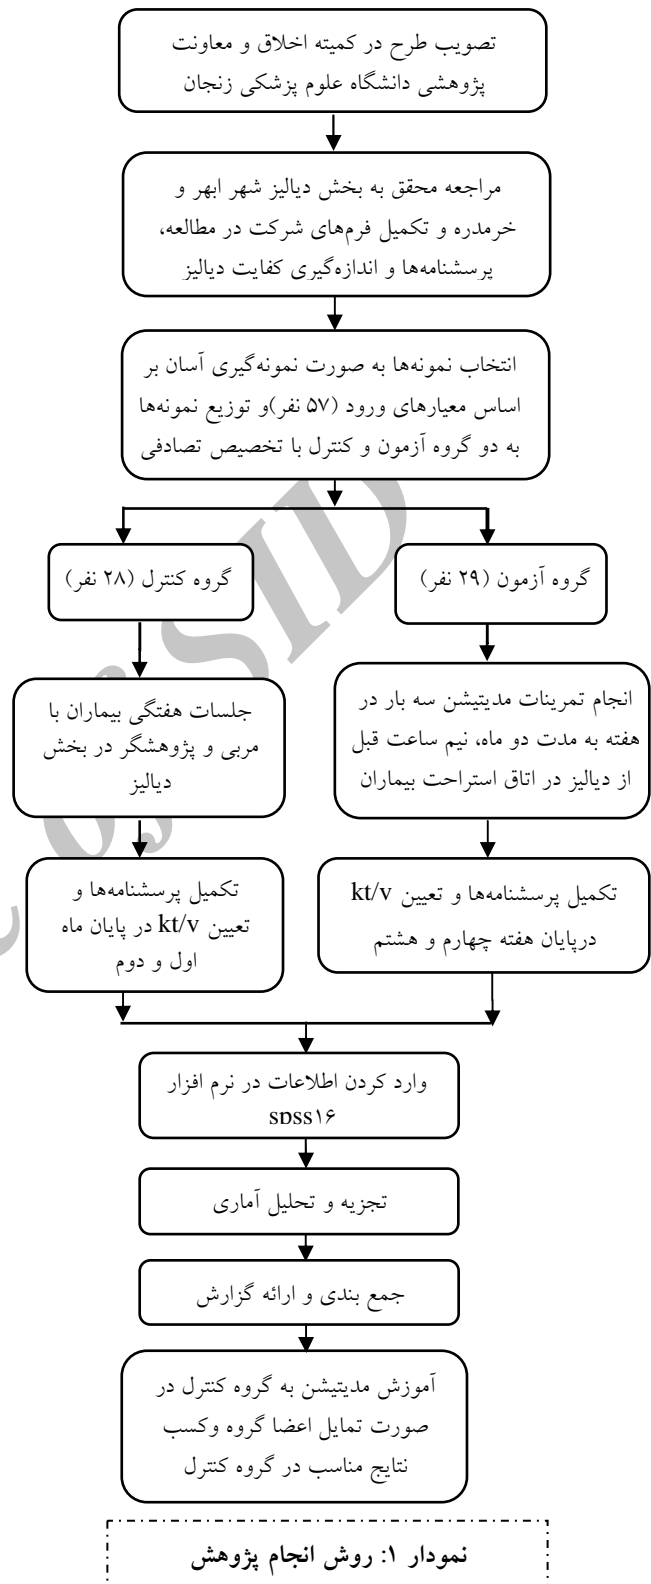 تصویب طرح در کمیته اخلاق و معاونت
پژوهشی دانشگاه علوم پزشکی زنجان
مراجعه محقق به بخش دیالیز شهر ابهر و
خرمدره و تکمیل فرم‌های شرکت در مطالعه،
پرسشنامه‌ها و اندازه‌گیری کفایت دیالیز
انتخاب نمونه‌ها به صورت نمونه‌گیری آسان بر
اساس معیارهای ورود (۵۷ نفر)و توزیع نمونه‌ها
به دو گروه آزمون و کنترل با تخصیص تصادفی
گروه آزمون (۲۹ نفر)
گروه کنترل (۲۸ نفر)
انجام تمرینات مدیتیشن سه بار در
هفته به مدت دو ماه، نیم ساعت قبل
از دیالیز در اتاق استراحت بیماران
جلسات هفتگی بیماران با
مربی و پژوهشگر در بخش
دیالیز
تکمیل پرسشنامه‌ها و تعیین kt/v
درپایان هفته چهارم و هشتم
تکمیل پرسشنامه‌ها و
تعیین kt/v در پایان ماه
اول و دوم
وارد کردن اطلاعات در نرم افزار
spss۱۶
تجزیه و تحلیل آماری
جمع بندی و ارائه گزارش
آموزش مدیتیشن به گروه کنترل در
صورت تمایل اعضا گروه وکسب
نتایج مناسب در گروه کنترل
نمودار ۱: روش انجام پژوهش
of SID